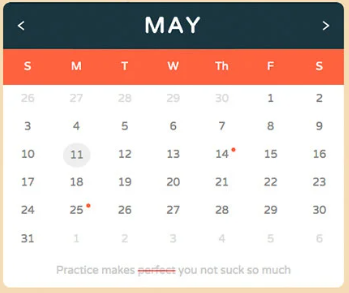 < MAY >
S M T W Th F S
26 27 28 29 30 1 2
3 4 5 6 7 8 9
10 11 12 13 14 15 16
17 18 19 20 21 22 23
24 25 26 27 28 29 30
31 1 2 3 4 5 6
Practice makes perfect you not suck so much